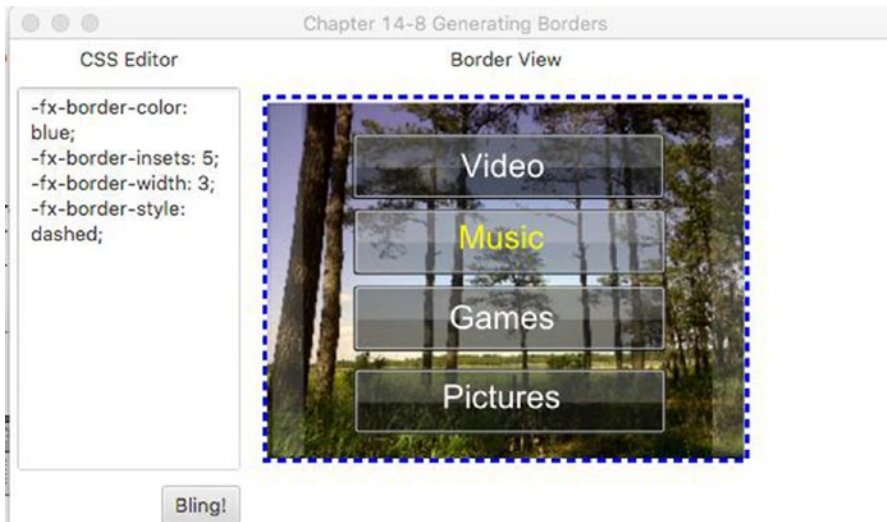 Chapter 14-8 Generating Borders
CSS Editor
Border View
-fx-border-color:
blue;
-fx-border-insets: 5;
-fx-border-width: 3;
-fx-border-style:
dashed;
Video
Music
Games
Pictures
Bling!